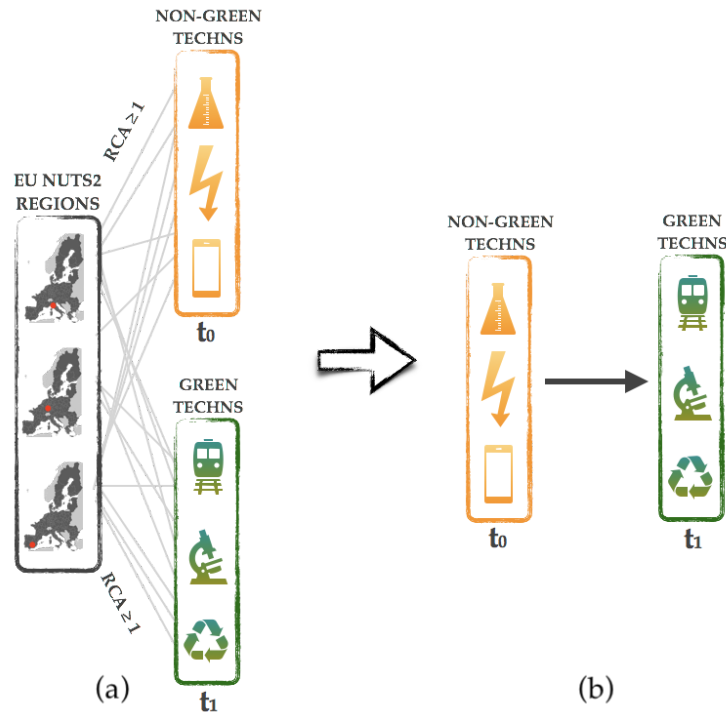 NON-GREEN
TECHNS
RCA ≥ 1
EU NUTS2
REGIONS
t₀
GREEN
TECHNS
RCA ≥ 1
t₁
(a)
NON-GREEN
TECHNS
t₀
GREEN
TECHNS
t₁
(b)